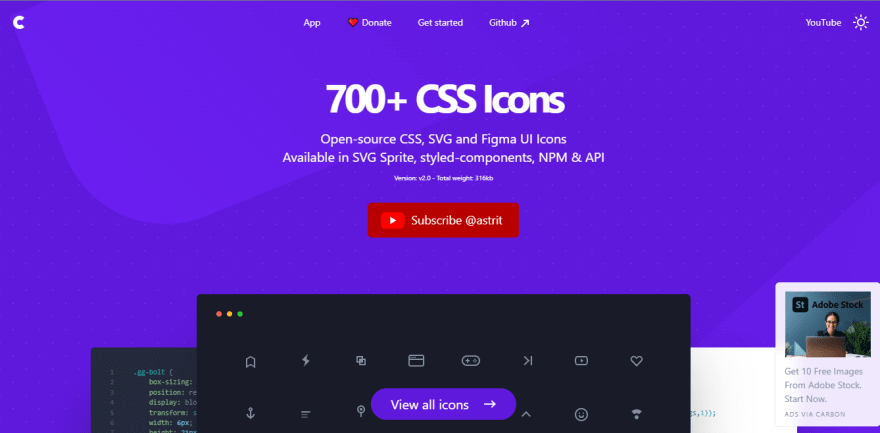 App
Donate
Get started
Github
YouTube
700+ CSS Icons
Open-source CSS, SVG and Figma UI Icons
Available in SVG Sprite, styled-components, NPM & API
Version: v2.0 - Total weight: 316kb
Subscribe @astrit
1 .gg-bolt {
2 box-sizing:
3 position: re
4 display: blo
5 transform: s
6 width: 6px;
7 height: 21px
View all icons
St Adobe Stock
Get 10 Free Images
From Adobe Stock.
Start Now.
ADS VIA CARBON